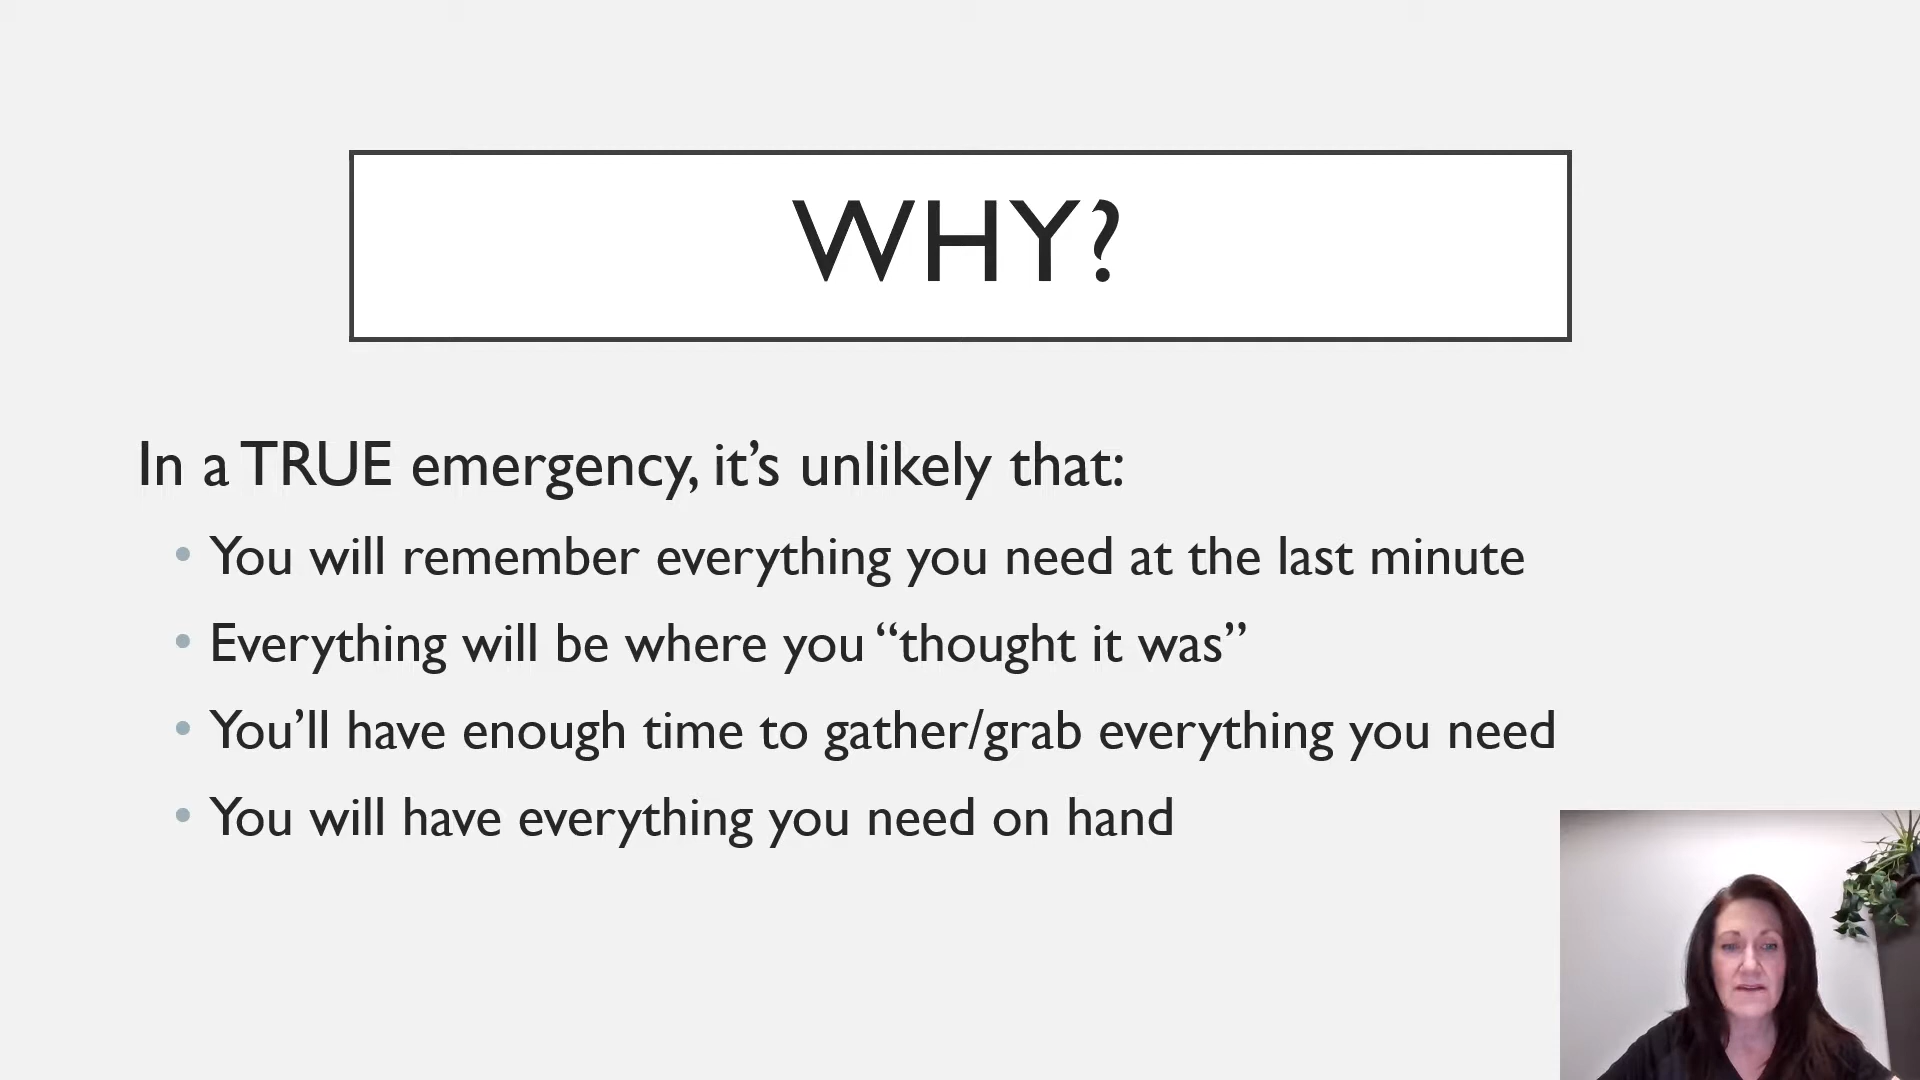 WHY?
In a TRUE emergency, it’s unlikely that:
• You will remember everything you need at the last minute
• Everything will be where you “thought it was”
• You’ll have enough time to gather/grab everything you need
• You will have everything you need on hand